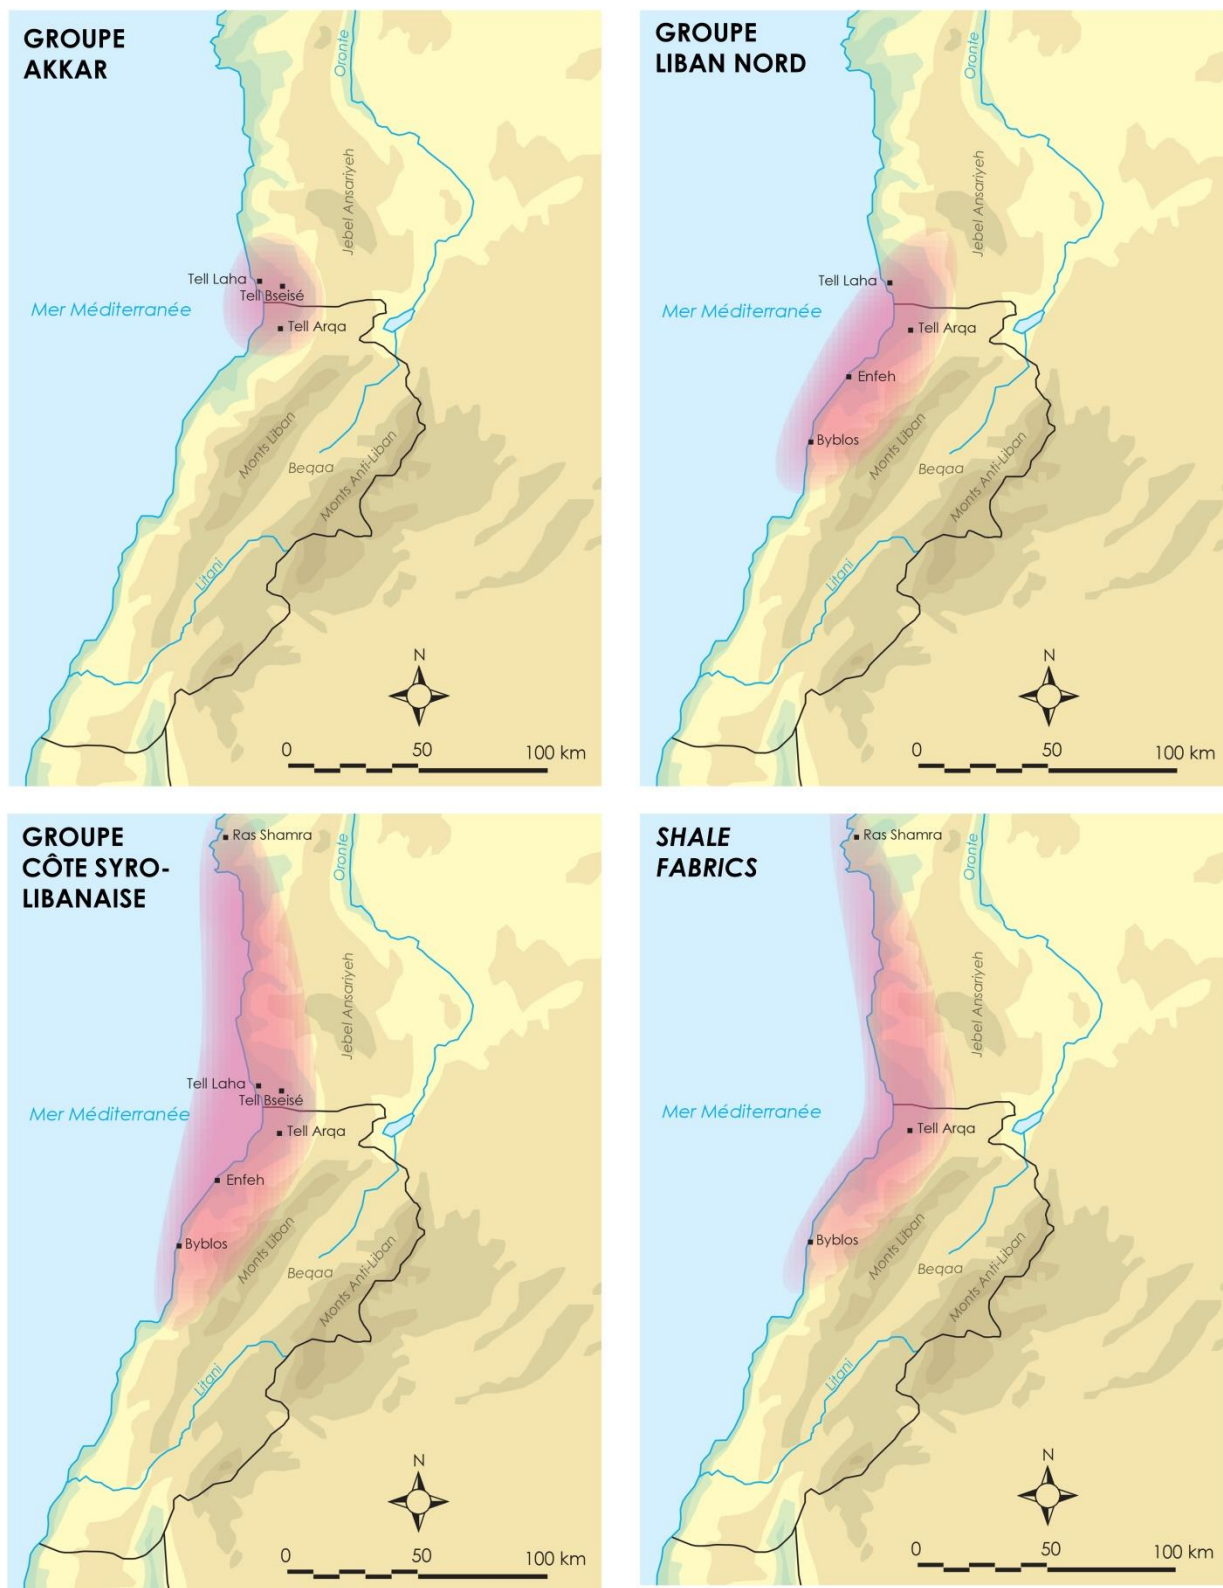 GROUPE
AKKAR
Oronte
Jebel Ansariyeh
Tell Laha
Tell Bseisé
Mer Méditerranée
Tell Arqa
Monts Liban
Beqaa
Monts Anti-Liban
Litani
N
0 50 100 km
GROUPE
LIBAN NORD
Oronte
Jebel Ansariyeh
Tell Laha
Mer Méditerranée
Tell Arqa
Enfeh
Byblos
Monts Liban
Beqaa
Monts Anti-Liban
Litani
N
0 50 100 km
GROUPE
CÔTE SYRO-
LIBANAISE
Ras Shamra
Oronte
Jebel Ansariyeh
Tell Laha
Tell Bseisé
Mer Méditerranée
Tell Arqa
Enfeh
Byblos
Monts Liban
Beqaa
Monts Anti-Liban
Litani
N
0 50 100 km
SHALE
FABRICS
Ras Shamra
Oronte
Jebel Ansariyeh
Mer Méditerranée
Tell Arqa
Byblos
Monts Liban
Beqaa
Monts Anti-Liban
Litani
N
0 50 100 km